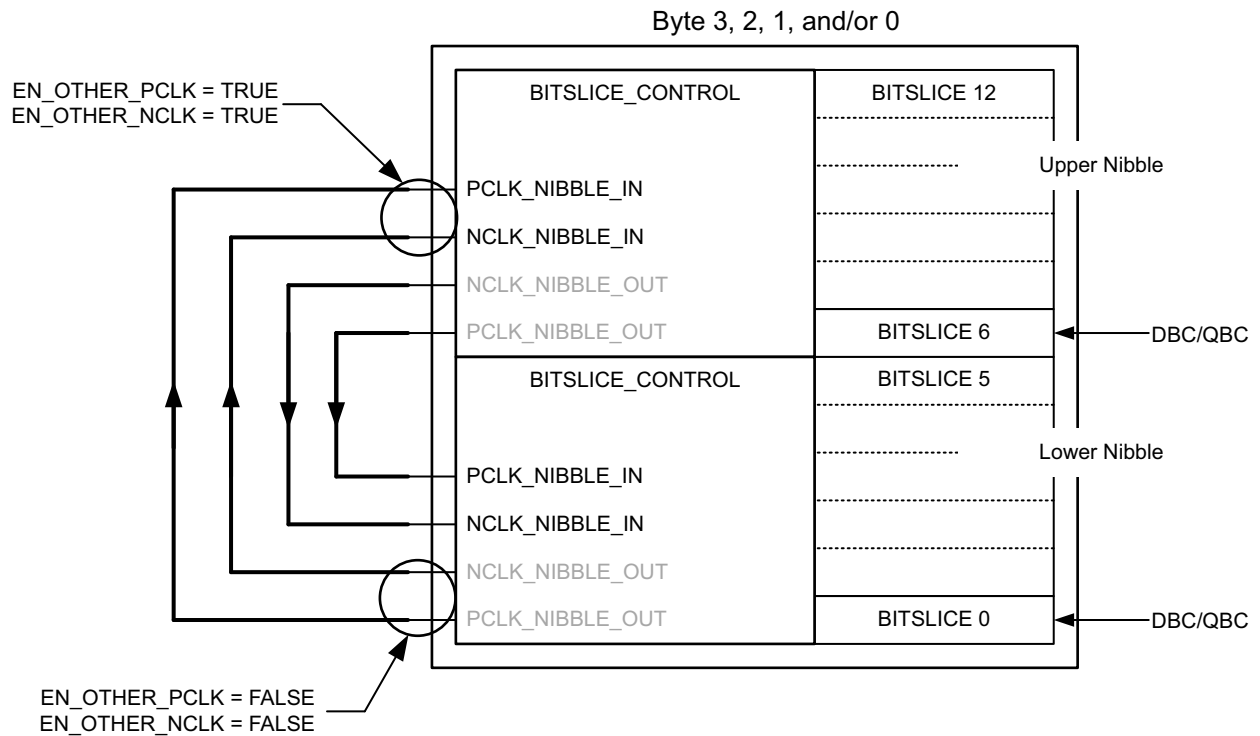 Byte 3, 2, 1, and/or 0
EN_OTHER_PCLK = TRUE
EN_OTHER_NCLK = TRUE
BITSLICE_CONTROL
BITSLICE 12
Upper Nibble
PCLK_NIBBLE_IN
NCLK_NIBBLE_IN
NCLK_NIBBLE_OUT
PCLK_NIBBLE_OUT
BITSLICE 6
DBC/QBC
BITSLICE_CONTROL
BITSLICE 5
Lower Nibble
PCLK_NIBBLE_IN
NCLK_NIBBLE_IN
NCLK_NIBBLE_OUT
PCLK_NIBBLE_OUT
BITSLICE 0
DBC/QBC
EN_OTHER_PCLK = FALSE
EN_OTHER_NCLK = FALSE